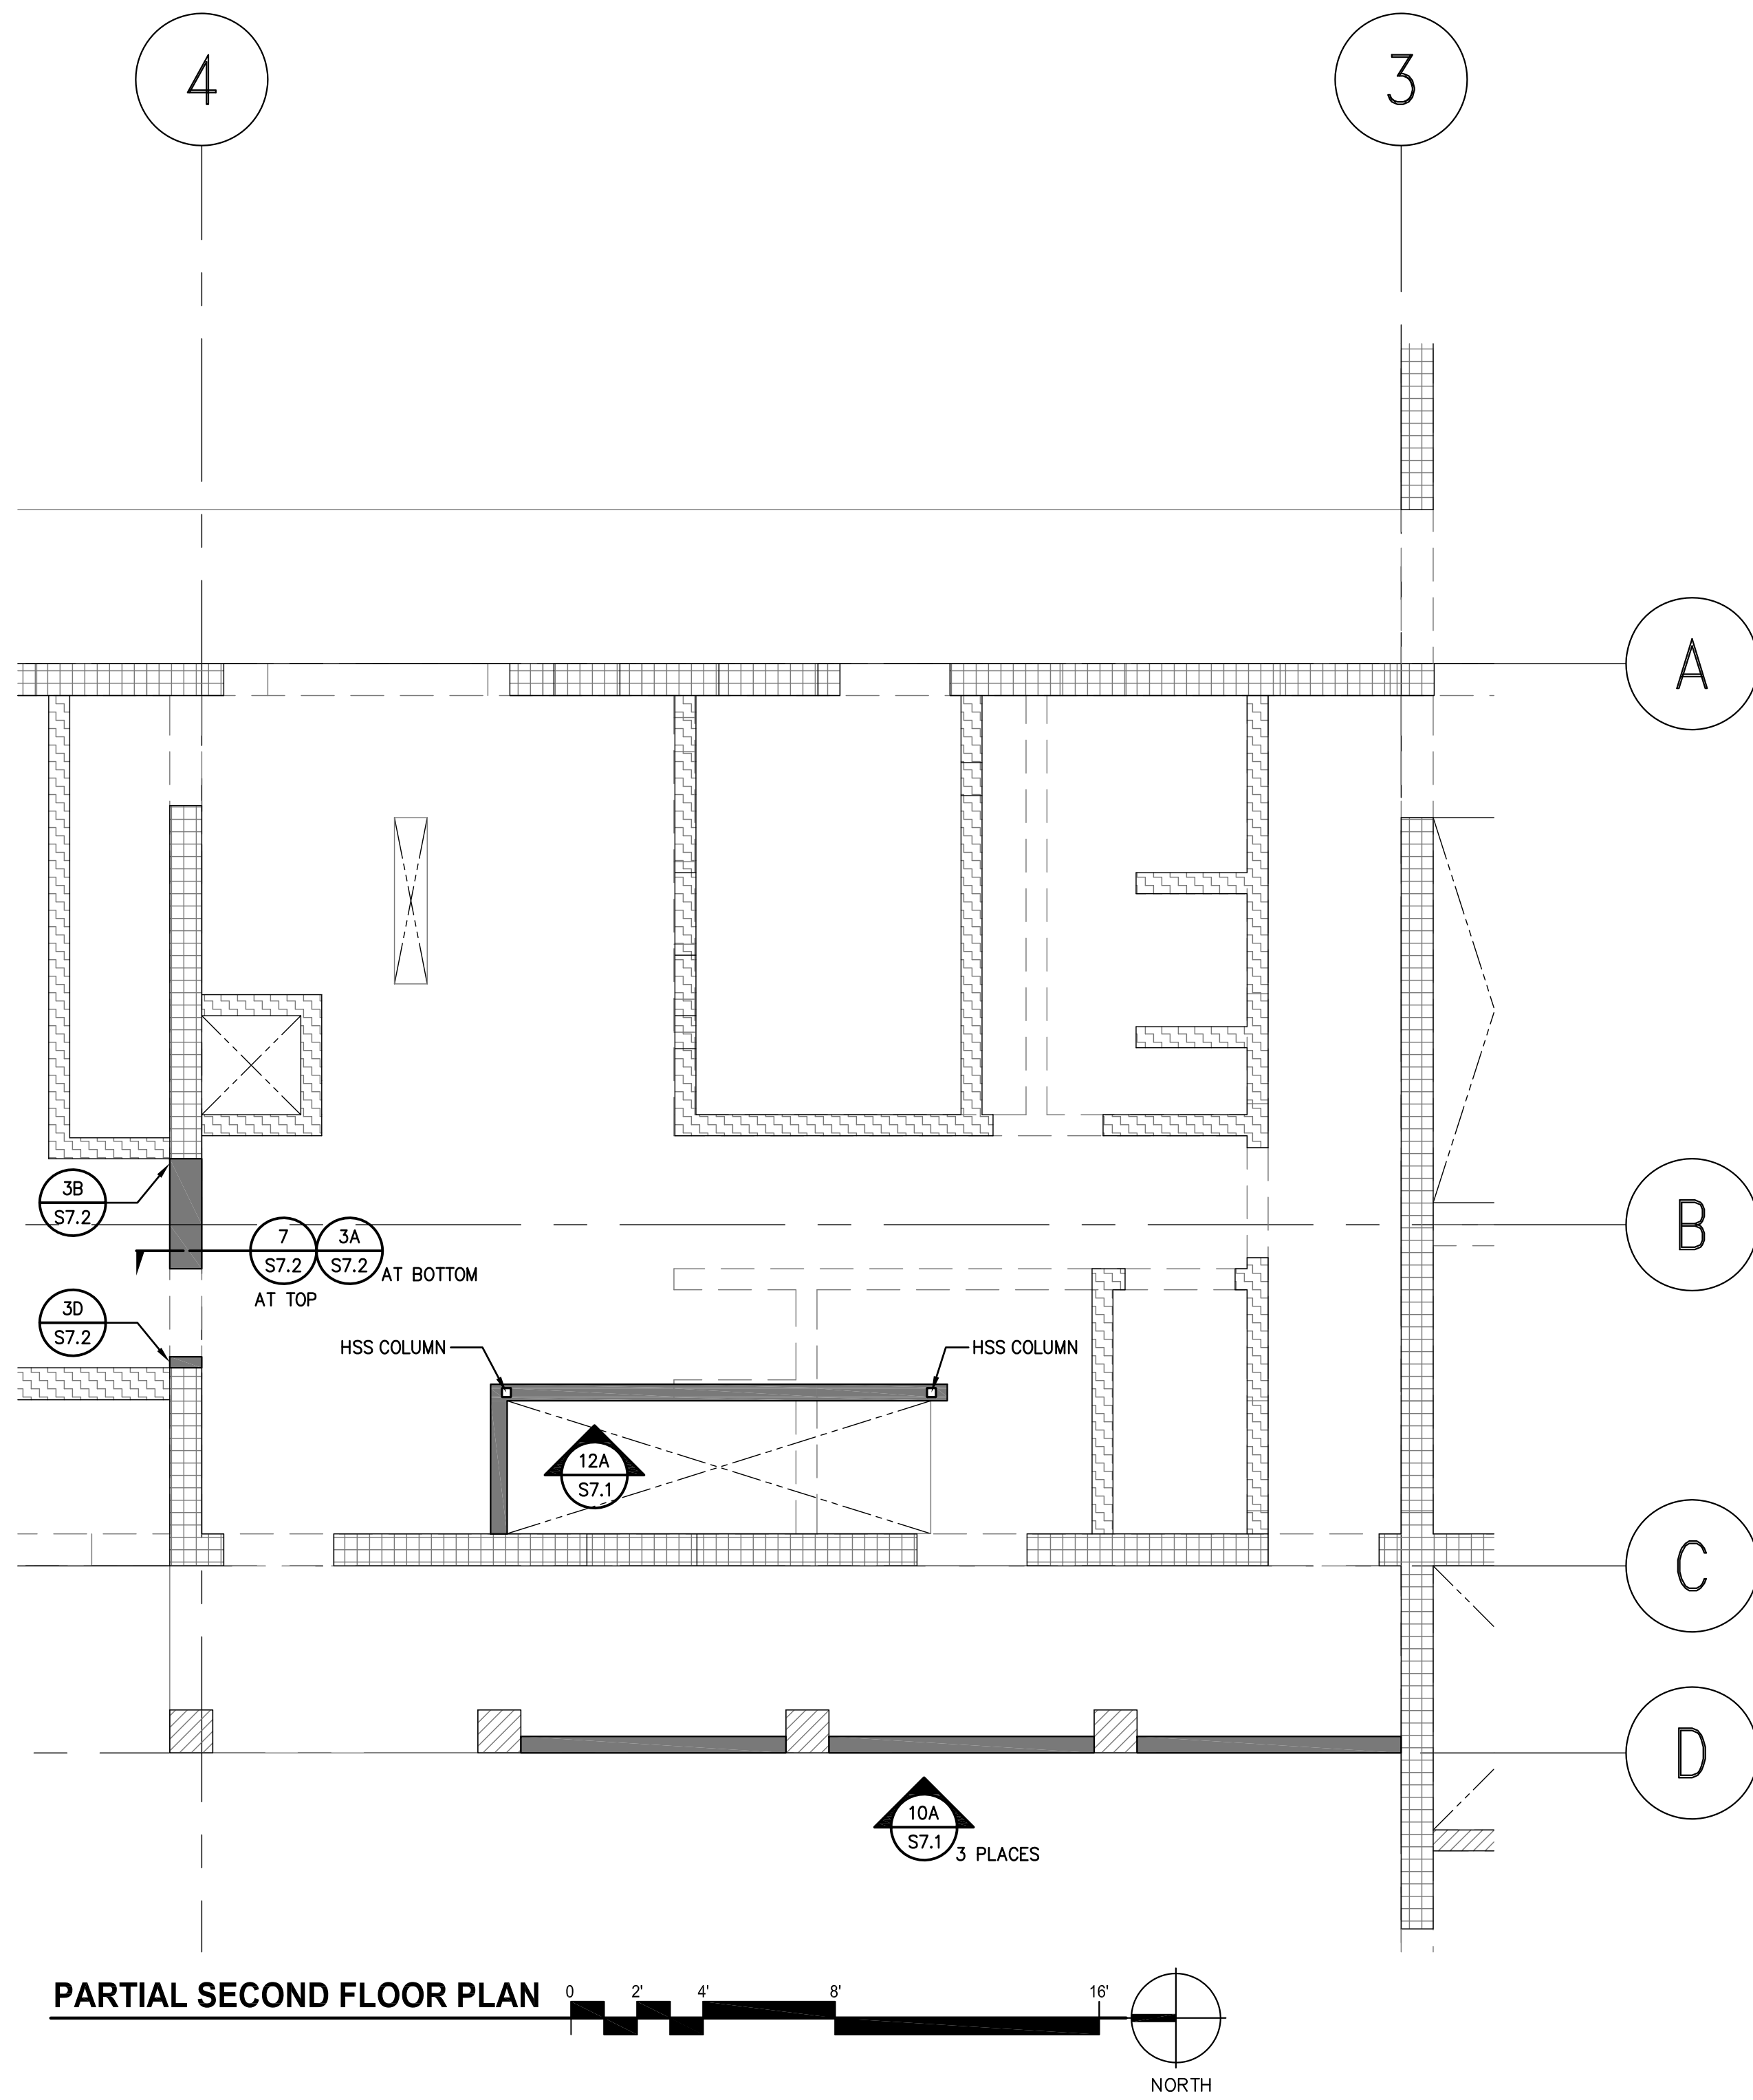 4
3
A
3B
S7.2
B
7
S7.2
3A
S7.2
AT BOTTOM
AT TOP
3D
S7.2
HSS COLUMN
HSS COLUMN
12A
S7.1
C
D
10A
S7.1
3 PLACES
PARTIAL SECOND FLOOR PLAN
0 2' 4' 8' 16'
NORTH